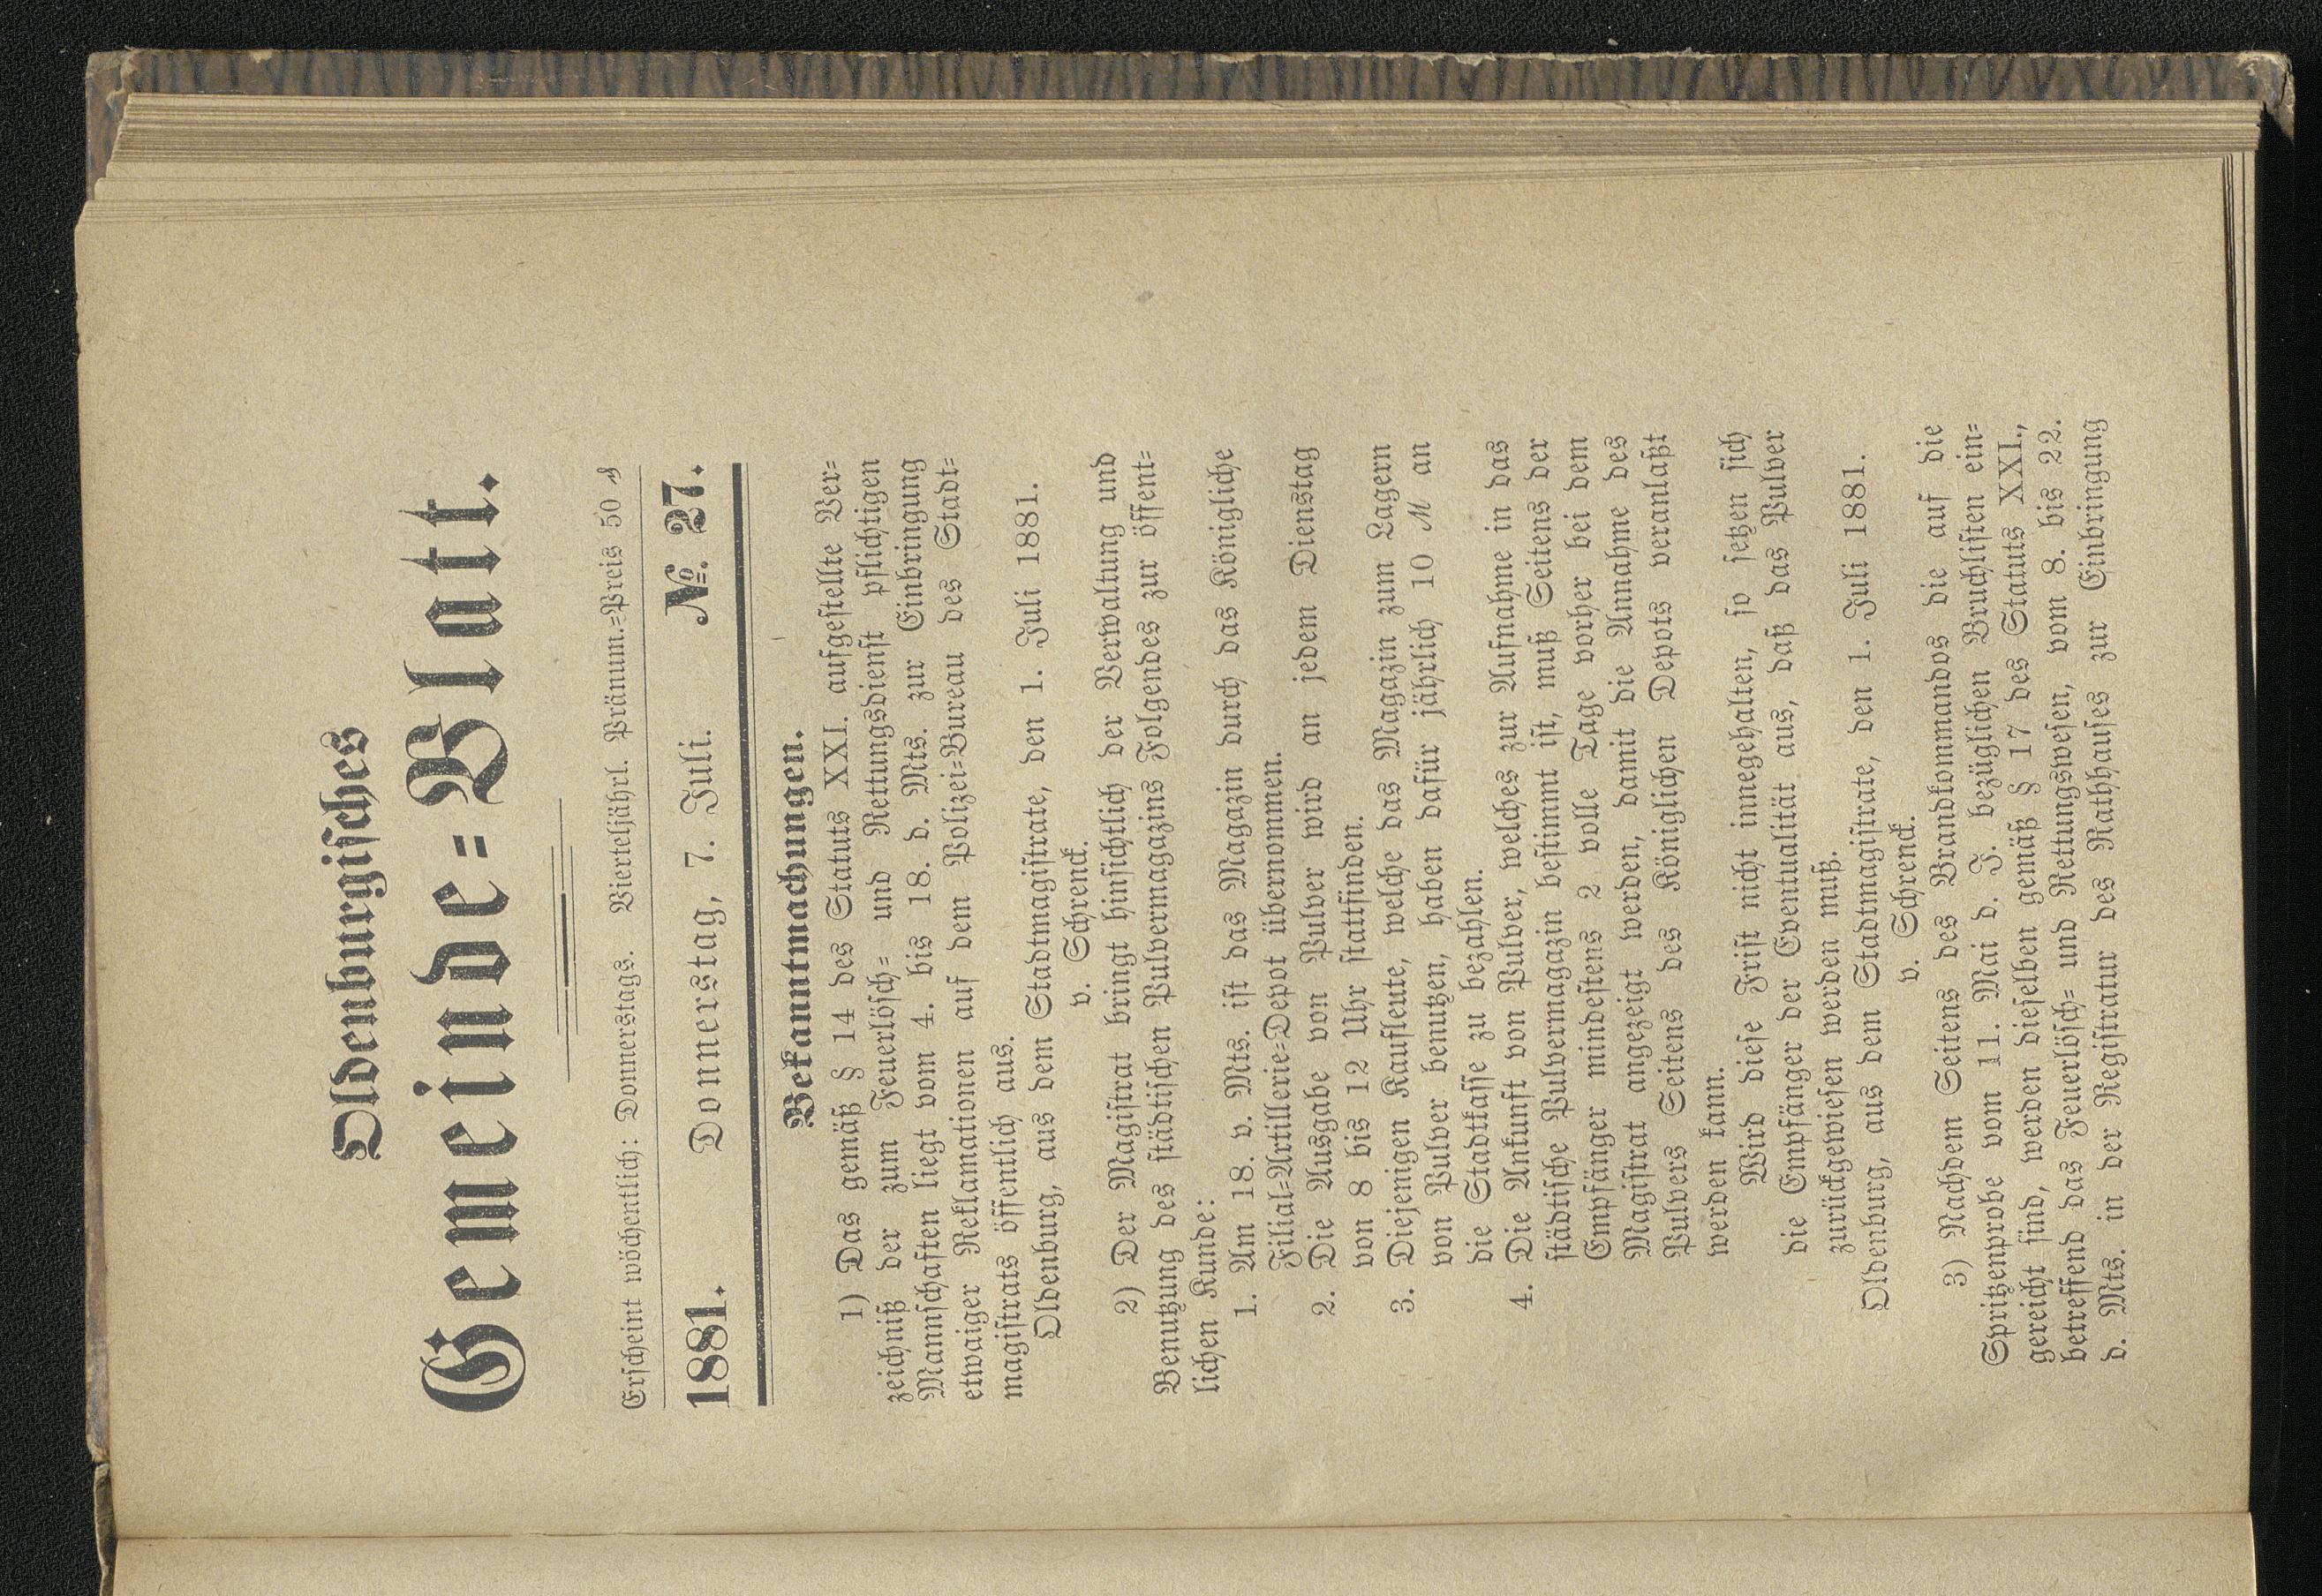 Oldenburgisches
Gemeinde=Blatt.
Erscheint wöchentlich: Donnerstags. Vierteljährl. Pränum.=Preis 50 ₰
1881. Donnerstag, 7. Juli. №. 27.
Bekanntmachungen.
1) Das gemäß § 14 des Statuts XXI. aufgestellte Ver=
zeichniß der zum Feuerlösch= und Rettungsdienst pflichtigen
Mannschaften liegt vom 4. bis 18. d. Mts. zur Einbringung
etwaiger Reklamationen auf dem Polizei=Bureau des Stadt=
magistrats öffentlich aus.
Oldenburg, aus dem Stadtmagistrate, den 1. Juli 1881.
v. Schrenck.
2) Der Magistrat bringt hinsichtlich der Verwaltung und
Benutzung des städtischen Pulvermagazins Folgendes zur öffent=
lichen Kunde:
1. Am 18. v. Mts. ist das Magazin durch das Königliche
Filial=Artillerie=Depot übernommen.
2. Die Ausgabe von Pulver wird an jedem Dienstag
von 8 bis 12 Uhr stattfinden.
3. Diejenigen Kaufleute, welche das Magazin zum Lagern
von Pulver benutzen, haben dafür jährlich 10 ℳ an
die Stadtkasse zu bezahlen.
4. Die Ankunft von Pulver, welches zur Aufnahme in das
städtische Pulvermagazin bestimmt ist, muß Seitens der
Empfänger mindestens 2 volle Tage vorher bei dem
Magistrat angezeigt werden, damit die Annahme des
Pulvers Seitens des Königlichen Depots veranlaßt
werden kann.
Wird diese Frist nicht innegehalten, so setzen sich
die Empfänger der Eventualität aus, daß das Pulver
zurückgewiesen werden muß.
Oldenburg, aus dem Stadtmagistrate, den 1. Juli 1881.
v. Schrenck.
3) Nachdem Seitens des Brandkommandos die auf die
Spritzenprobe vom 11. Mai d. J. bezüglichen Bruchlisten ein=
gereicht sind, werden dieselben gemäß § 17 des Statuts XXI.,
betreffend das Feuerlösch= und Rettungswesen, vom 8. bis 22.
d. Mts. in der Registratur des Rathhauses zur Einbringung